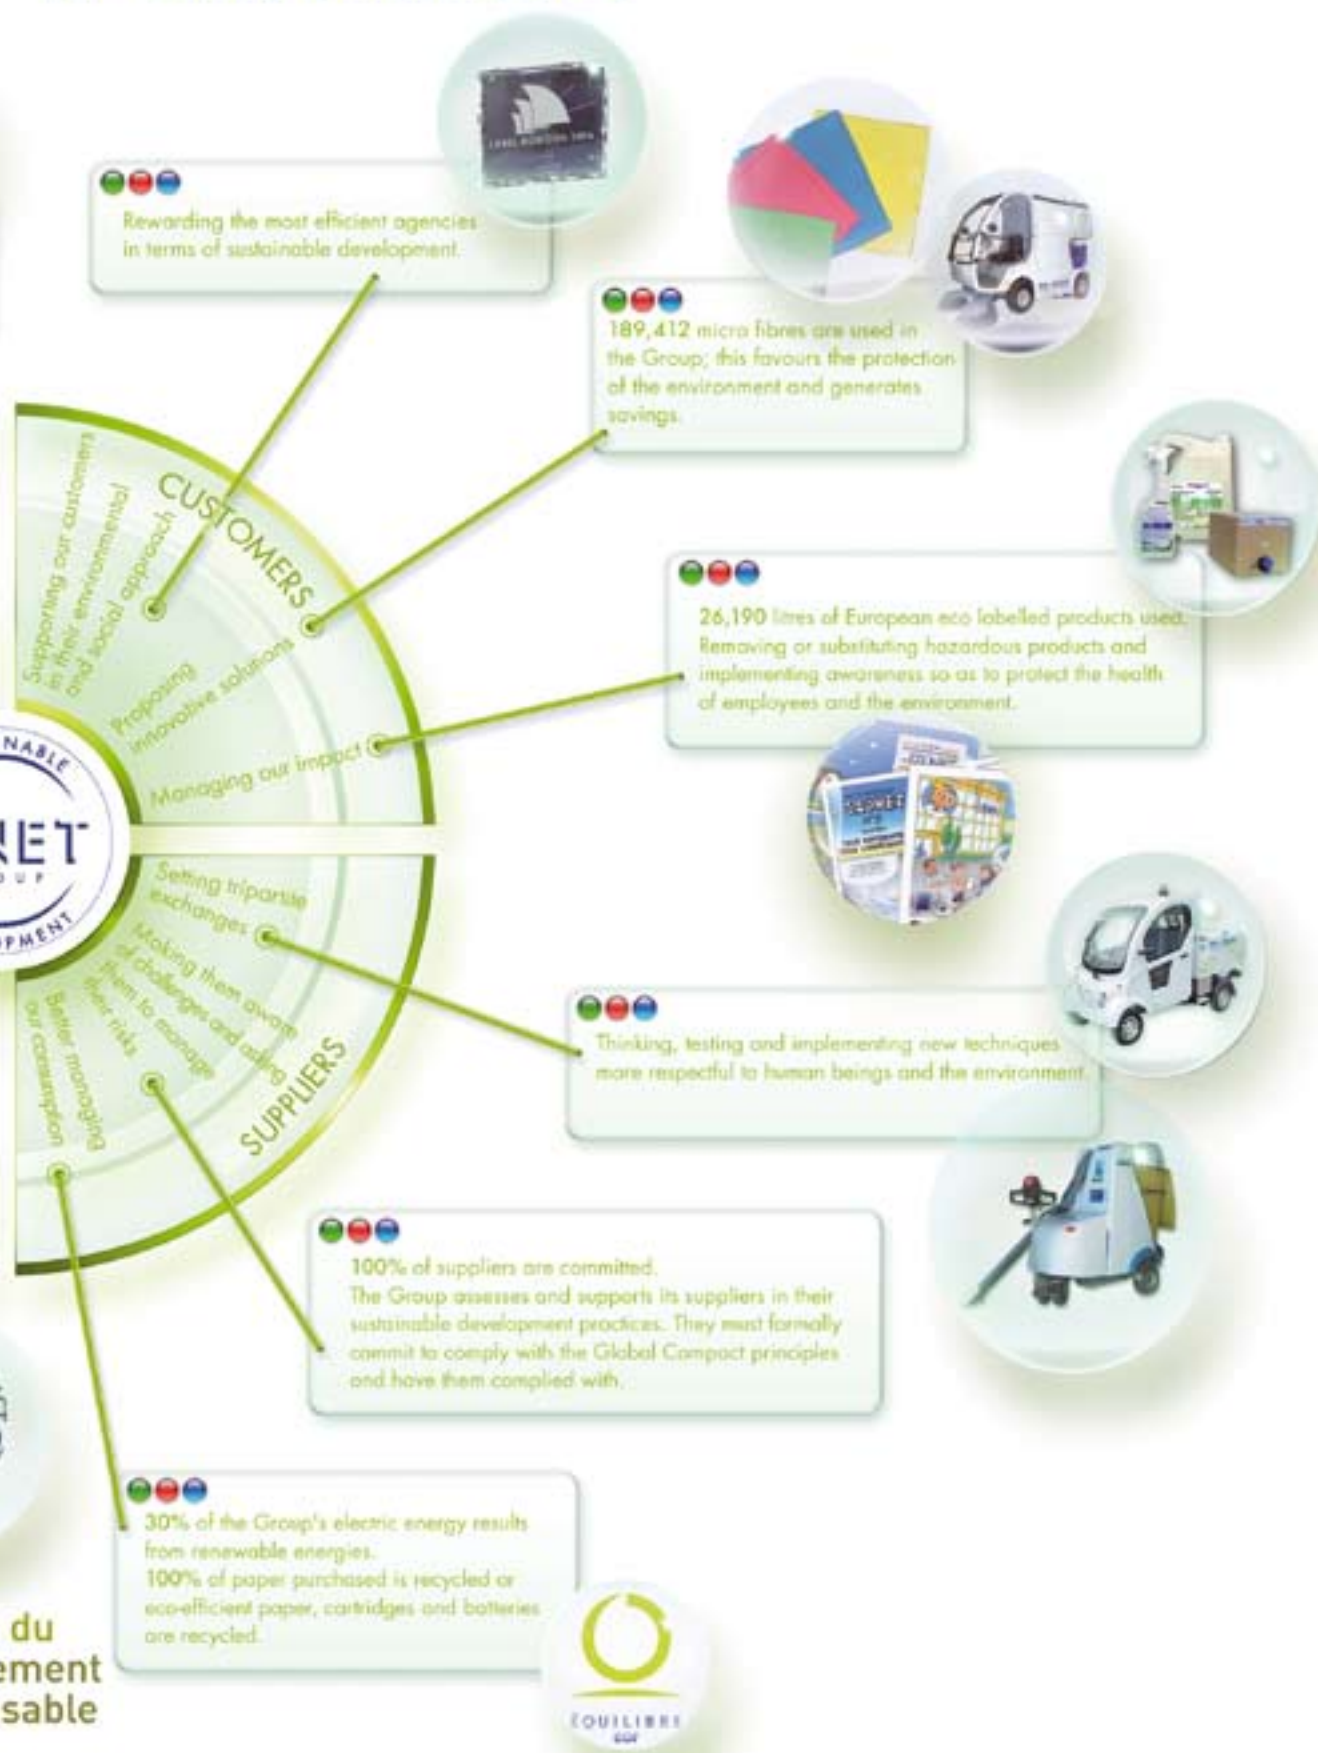 Rewarding the most efficient agencies
in terms of sustainable development.
189,412 micro fibres are used in
the Group; this favours the protection
of the environment and generates
savings.
CUSTOMERS
Supporting our customers
in their environmental
and social approach
Proposing
innovative solutions
Managing our impact
26,190 litres of European eco labelled products used.
Removing or substituting hazardous products and
implementing awareness so as to protect the health
of employees and the environment.
NABLE
NET
OUP
OPMENT
Setting tripartite
exchanges
Making them aware
of challenges and aiding
them to manage
their risks
Better managing
our consumption
SUPPLIERS
Thinking, testing and implementing new techniques
more respectful to human beings and the environment.
100% of suppliers are committed.
The Group assesses and supports its suppliers in their
sustainable development practices. They must formally
commit to comply with the Global Compact principles
and have them complied with.
30% of the Group's electric energy results
from renewable energies.
100% of paper purchased is recycled or
eco-efficient paper, cartridges and batteries
are recycled.
du
ement
sable
ÉQUILIBRE
EDF